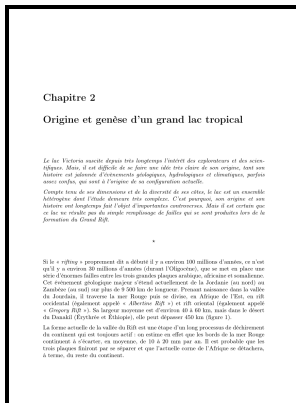 Chapitre 2
Origine et genèse d'un grand lac tropical
Le lac Victoria suscite depuis très longtemps l'intérêt des explorateurs et des scien-
tifiques. Mais, il est difficile de se faire une idée très claire de son origine, tant son
histoire est jalonnée d'événements géologiques, hydrologiques et climatiques, parfois
assez confus, qui sont à l'origine de sa configuration actuelle.
Compte tenu de ses dimensions et de la diversité de ses côtes, le lac est un ensemble
hétérogène dont l'étude demeure très complexe. C'est pourquoi, son origine et son
histoire ont longtemps fait l'objet d'importantes controverses. Mais il est certain que
ce lac ne résulte pas du simple remplissage de failles qui se sont produites lors de la
formation du Grand Rift.
*
Si le « rifting » proprement dit a débuté il y a environ 100 millions d'années, ce n'est
qu'il y a environ 30 millions d'années (durant l'Oligocène), que se met en place une
série d'énormes failles entre les trois grandes plaques arabique, africaine et somalienne.
Cet événement géologique majeur s'étend actuellement de la Jordanie (au nord) au
Zambèze (au sud) sur plus de 9 500 km de longueur. Prenant naissance dans la vallée
du Jourdain, il traverse la mer Rouge puis se divise, en Afrique de l'Est, en rift
occidental (également appelé « Albertine Rift ») et rift oriental (également appelé
« Gregory Rift »). Sa largeur moyenne est d'environ 40 à 60 km, mais dans le désert
du Danakil (Érythrée et Éthiopie), elle peut dépasser 450 km (figure 1).
La forme actuelle de la vallée du Rift est une étape d'un long processus de déchirement
du continent qui est toujours actif : on estime en effet que les bords de la mer Rouge
continuent à s'écarter, en moyenne, de 10 à 20 mm par an. Il est probable que les
trois plaques finiront par se séparer et que l'actuelle corne de l'Afrique se détachera,
à terme, du reste du continent.